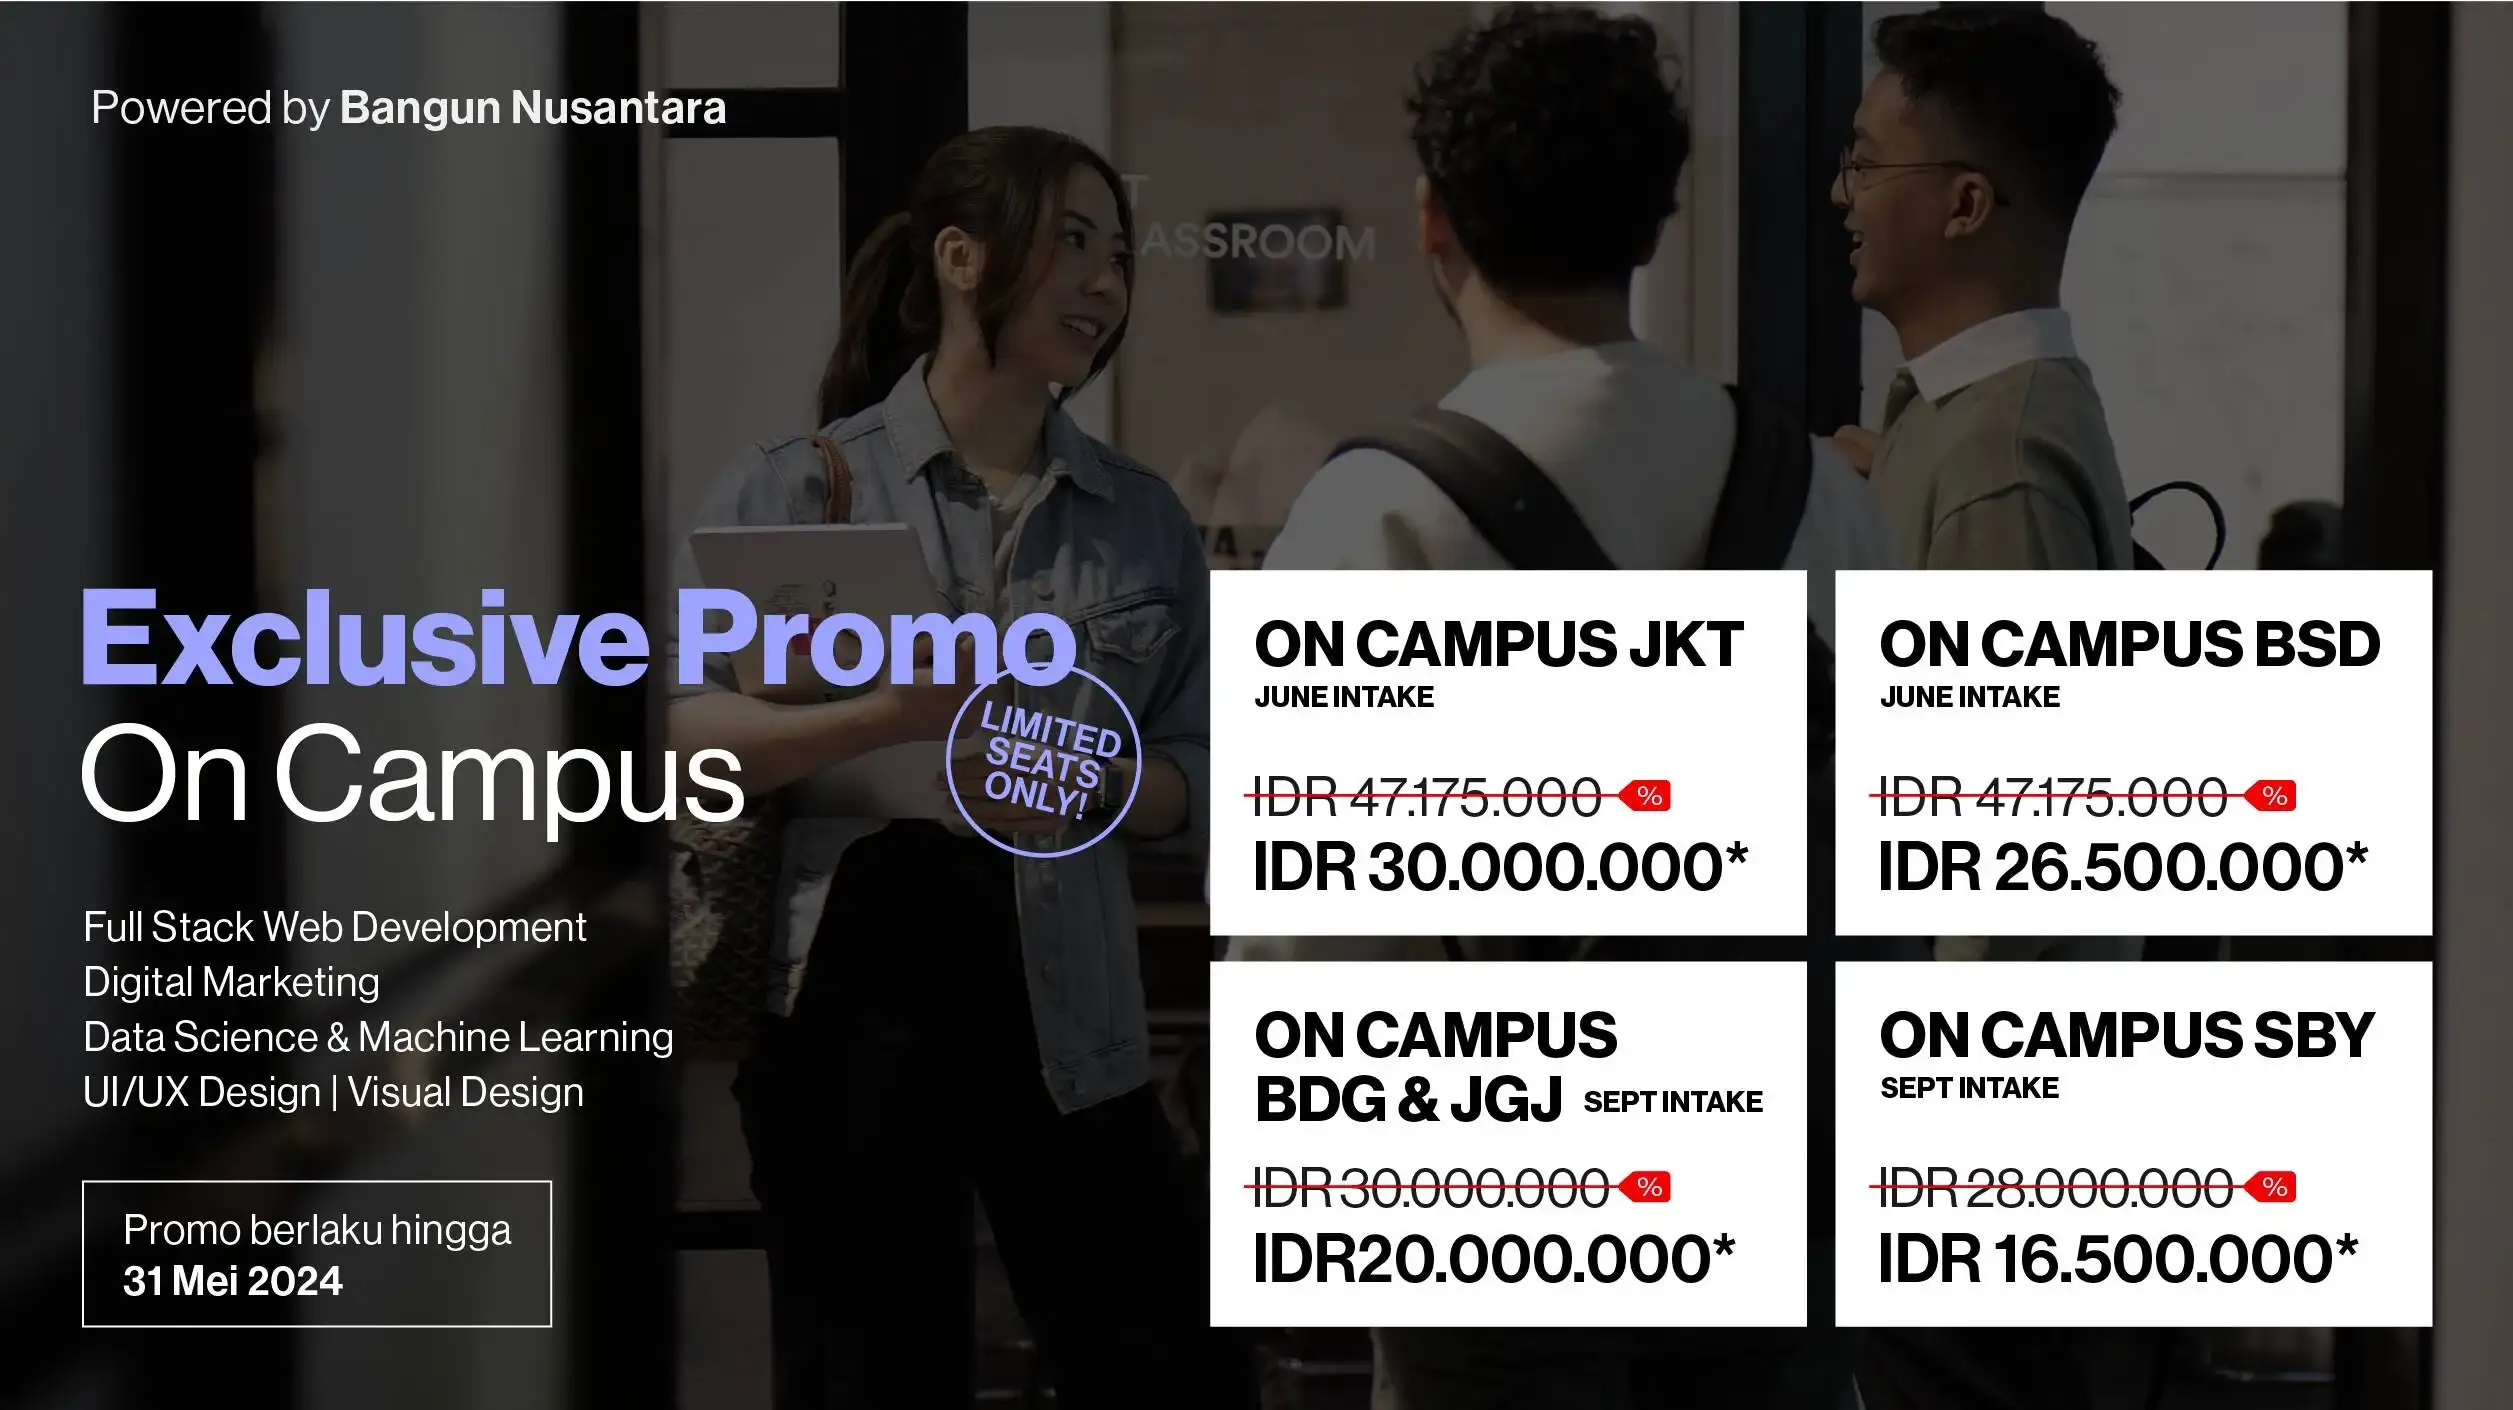 Powered by Bangun Nusantara
T
ASSROOM
Exclusive Promo
On Campus
LIMITED
SEATS
ONLY!
Full Stack Web Development
Digital Marketing
Data Science & Machine Learning
UI/UX Design | Visual Design
Promo berlaku hingga
31 Mei 2024
ON CAMPUS JKT
JUNE INTAKE
IDR 47.175.000 %
IDR 30.000.000*
ON CAMPUS BSD
JUNE INTAKE
IDR 47.175.000 %
IDR 26.500.000*
ON CAMPUS
BDG & JGJ SEPT INTAKE
IDR 30.000.000 %
IDR20.000.000*
ON CAMPUS SBY
SEPT INTAKE
IDR 28.000.000 %
IDR 16.500.000*